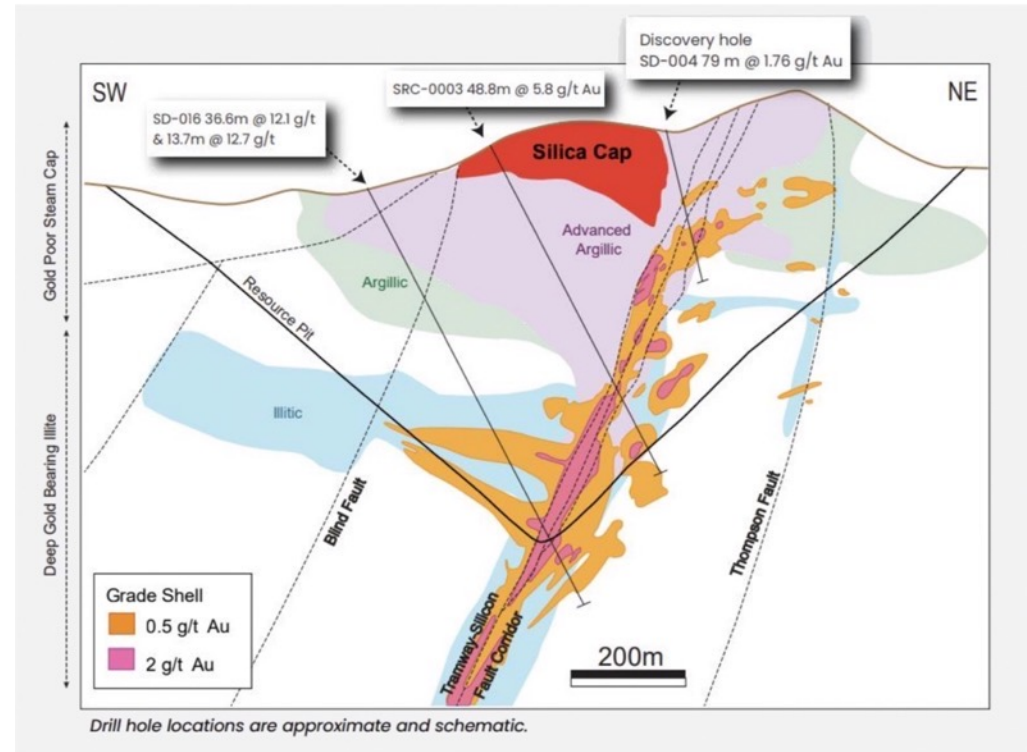 Discovery hole
SD-004 79 m @ 1.76 g/t Au
SW
SRC-0003 48.8m @ 5.8 g/t Au
NE
SD-016 36.6m @ 12.1 g/t
& 13.7m @ 12.7 g/t
Silica Cap
Gold Poor Steam Cap
Advanced
Argillic
Argillic
Resource Pit
Illitic
Deep Gold Bearing Illite
Blind Fault
Thompson Fault
Tramway-Silicon
Fault Corridor
Grade Shell
0.5 g/t Au
2 g/t Au
200m
Drill hole locations are approximate and schematic.